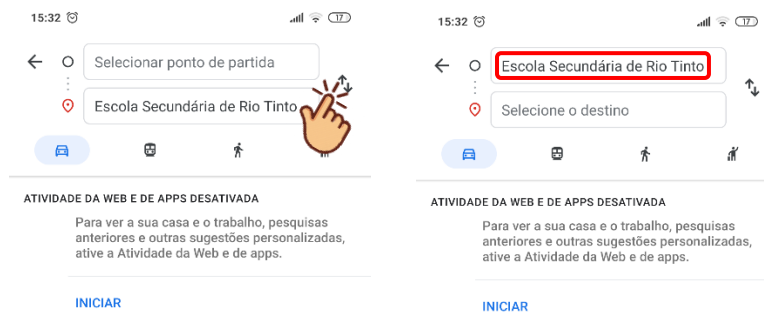 15:32
17
Selecionar ponto de partida
Escola Secundária de Rio Tinto
ATIVIDADE DA WEB E DE APPS DESATIVADA
Para ver a sua casa e o trabalho, pesquisas
anteriores e outras sugestões personalizadas,
ative a Atividade da Web e de apps.
INICIAR
15:32
17
Escola Secundária de Rio Tinto
Selecione o destino
ATIVIDADE DA WEB E DE APPS DESATIVADA
Para ver a sua casa e o trabalho, pesquisas
anteriores e outras sugestões personalizadas,
ative a Atividade da Web e de apps.
INICIAR